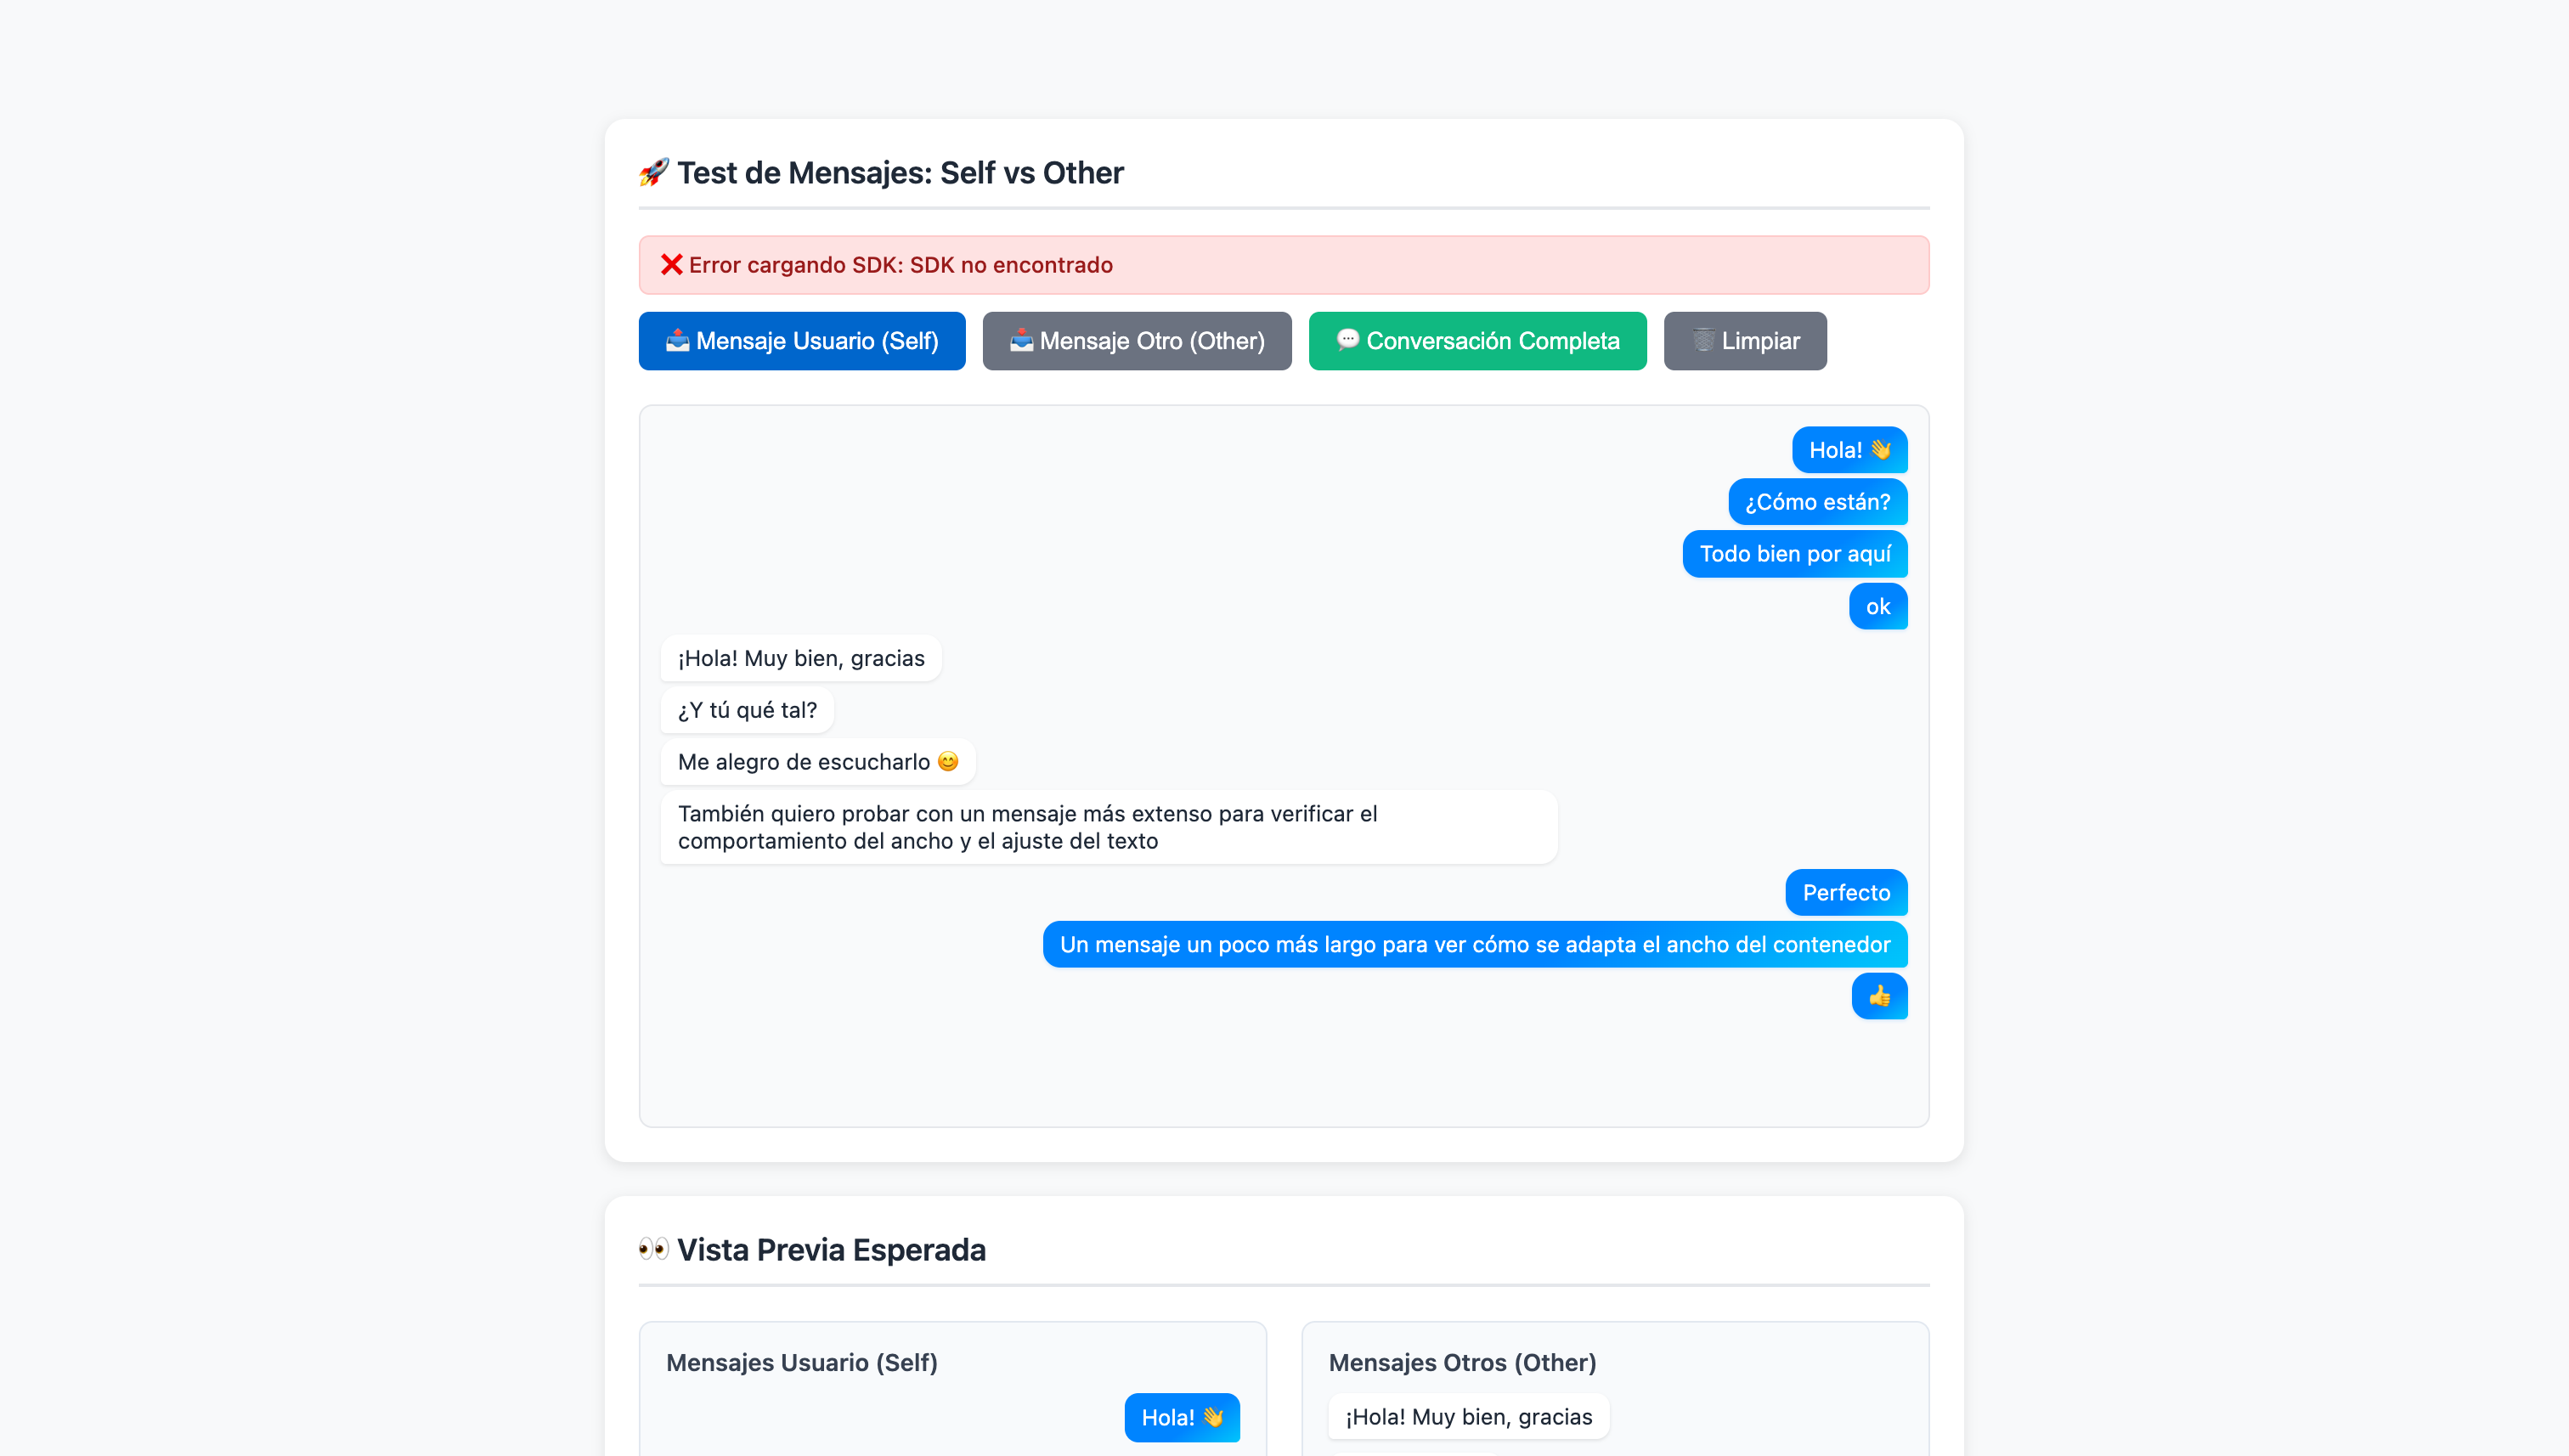 🚀 Test de Mensajes: Self vs Other
❌ Error cargando SDK: SDK no encontrado
📤 Mensaje Usuario (Self)
📥 Mensaje Otro (Other)
💬 Conversación Completa
🗑️ Limpiar
Hola! 👋
¿Cómo están?
Todo bien por aquí
ok
¡Hola! Muy bien, gracias
¿Y tú qué tal?
Me alegro de escucharlo 😊
También quiero probar con un mensaje más extenso para verificar el
comportamiento del ancho y el ajuste del texto
Perfecto
Un mensaje un poco más largo para ver cómo se adapta el ancho del contenedor
👍
👀 Vista Previa Esperada
Mensajes Usuario (Self)
Hola! 👋
Mensajes Otros (Other)
¡Hola! Muy bien, gracias